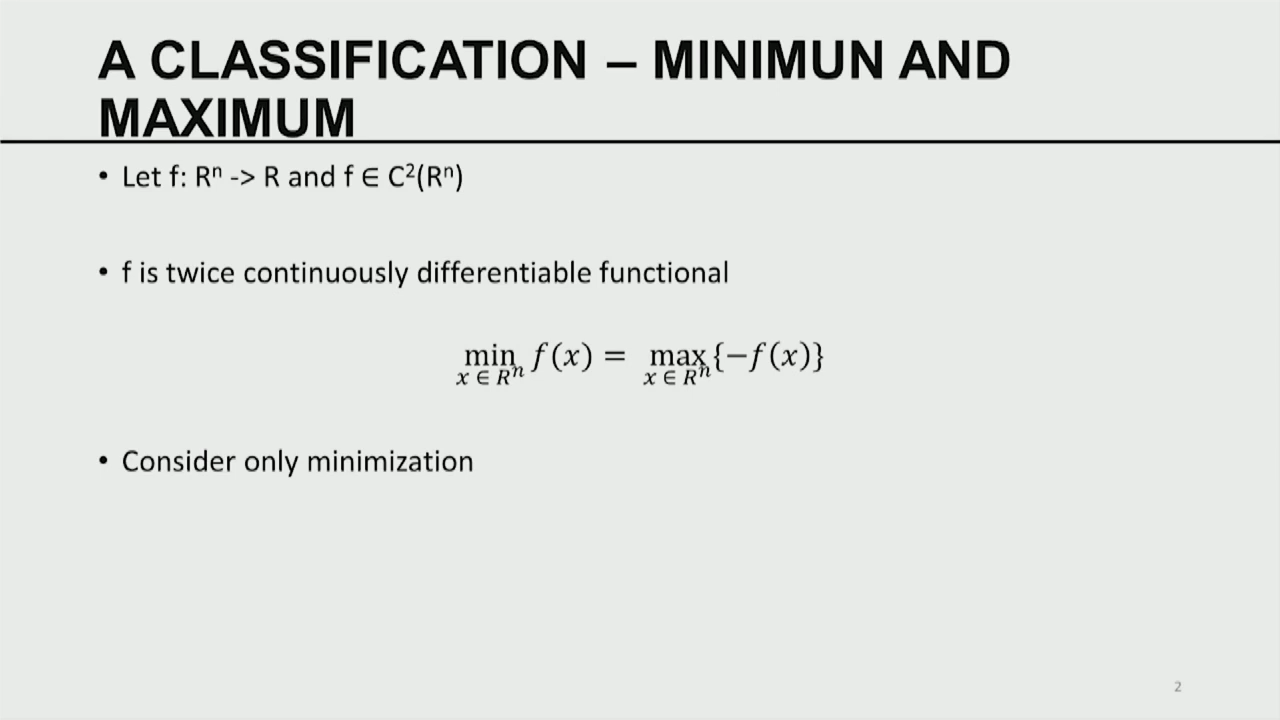 A CLASSIFICATION – MINIMUN AND
MAXIMUM
• Let f: Rⁿ -> R and f ∈ C²(Rⁿ)
• f is twice continuously differentiable functional
min f(x) = max{−f(x)}
x ∈ Rⁿ x ∈ Rⁿ
• Consider only minimization
2